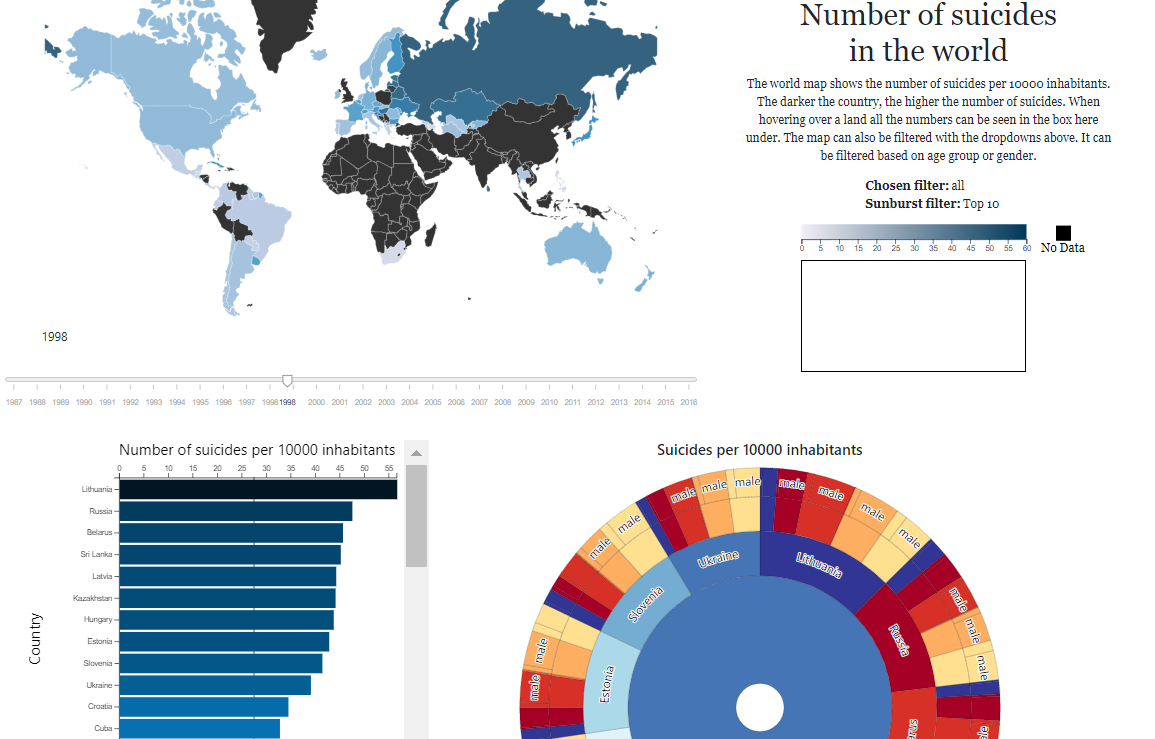 Number of suicides
in the world
The world map shows the number of suicides per 10000 inhabitants.
The darker the country, the higher the number of suicides. When
hovering over a land all the numbers can be seen in the box here
under. The map can also be filtered with the dropdowns above. It can
be filtered based on age group or gender.
Chosen filter: all
Sunburst filter: Top 10
0 5 10 15 20 25 30 35 40 45 50 55 60
No Data
1998
1987 1988 1989 1990 1991 1992 1993 1994 1995 1996 1997 1998 1998 2000 2001 2002 2003 2004 2005 2006 2007 2008 2009 2010 2011 2012 2013 2014 2015 2016
Number of suicides per 10000 inhabitants
0 5 10 15 20 25 30 35 40 45 50 55
Country
Lithuania
Russia
Belarus
Sri Lanka
Latvia
Kazakhstan
Hungary
Estonia
Slovenia
Ukraine
Croatia
Cuba
Suicides per 10000 inhabitants
male
male
male
male
male
male
male
male
male
male
male
male
male
male
Ukraine
Lithuania
Slovenia
Russia
Estonia
arus
ale